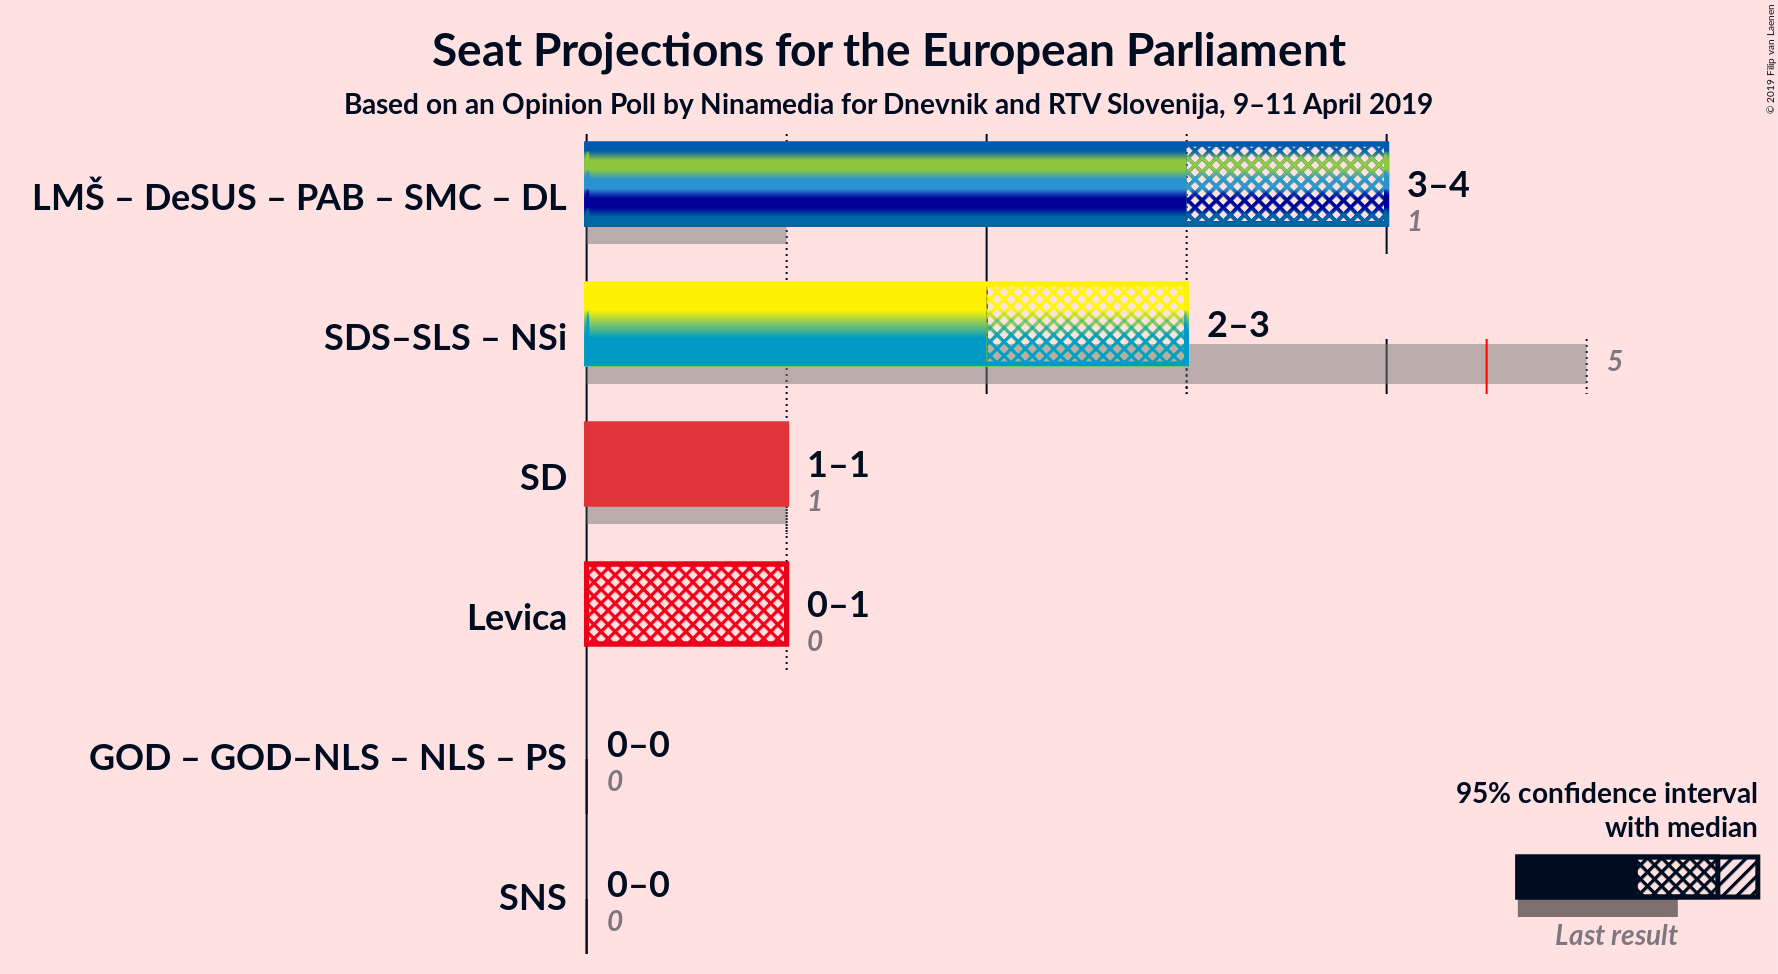 Seat Projections for the European Parliament
Based on an Opinion Poll by Ninamedia for Dnevnik and RTV Slovenija, 9–11 April 2019
© 2019 Filip van Laenen
LMŠ – DeSUS – PAB – SMC – DL
3–4
1
SDS–SLS – NSi
2–3
5
SD
1–1
1
Levica
0–1
0
GOD – GOD–NLS – NLS – PS
0–0
0
SNS
0–0
0
95% confidence interval
with median
Last result